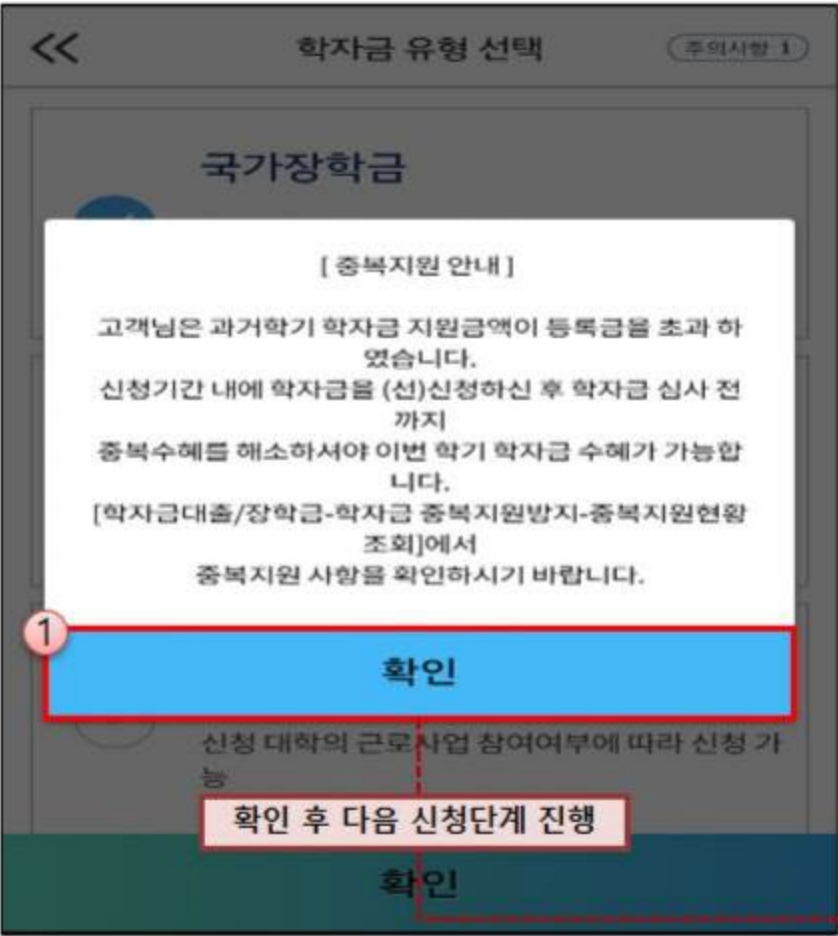 학자금 유형 선택
주의사항 1
국가장학금
[ 중복지원 안내 ]
고객님은 과거학기 학자금 지원금액이 등록금을 초과 하
였습니다.
신청기간 내에 학자금을 (선)신청하신 후 학자금 심사 전
까지
중복수혜를 해소하셔야 이번 학기 학자금 수혜가 가능합
니다.
[학자금대출/장학금-학자금 중복지원방지-중복지원현황
조회]에서
중복지원 사항을 확인하시기 바랍니다.
1
확인
신청 대학의 근로사업 참여여부에 따라 신청 가
능
확인 후 다음 신청단계 진행
확인